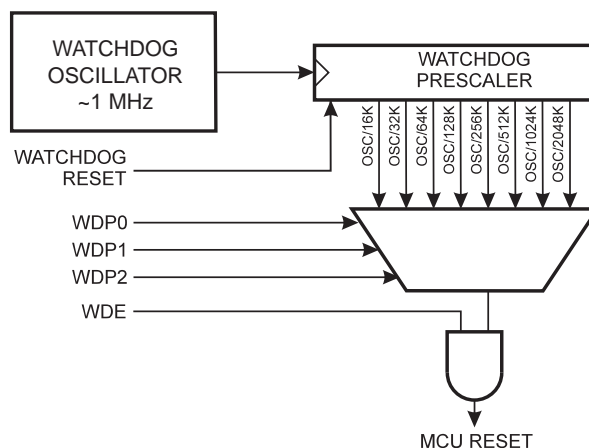 WATCHDOG
OSCILLATOR
~1 MHz
WATCHDOG
PRESCALER
WATCHDOG
RESET
OSC/16K
OSC/32K
OSC/64K
OSC/128K
OSC/256K
OSC/512K
OSC/1024K
OSC/2048K
WDP0
WDP1
WDP2
WDE
MCU RESET